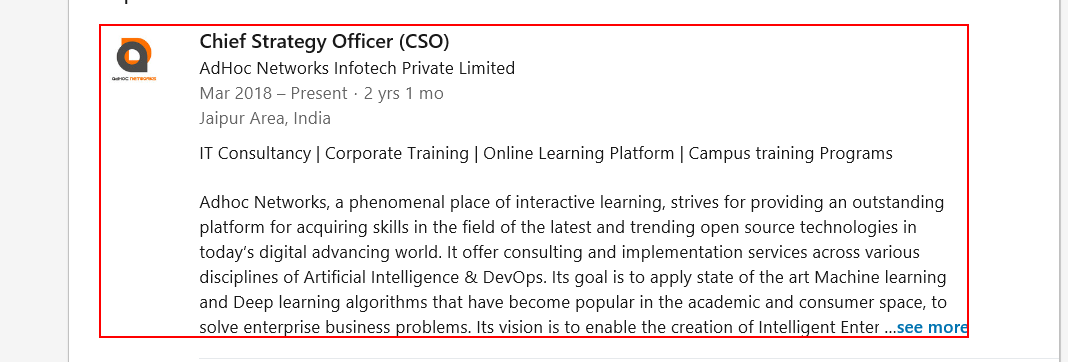 Chief Strategy Officer (CSO)
AdHoc Networks Infotech Private Limited
Mar 2018 – Present · 2 yrs 1 mo
Jaipur Area, India
ADHOC NETWORKS
IT Consultancy | Corporate Training | Online Learning Platform | Campus training Programs
Adhoc Networks, a phenomenal place of interactive learning, strives for providing an outstanding
platform for acquiring skills in the field of the latest and trending open source technologies in
today’s digital advancing world. It offer consulting and implementation services across various
disciplines of Artificial Intelligence & DevOps. Its goal is to apply state of the art Machine learning
and Deep learning algorithms that have become popular in the academic and consumer space, to
solve enterprise business problems. Its vision is to enable the creation of Intelligent Enter ...see more